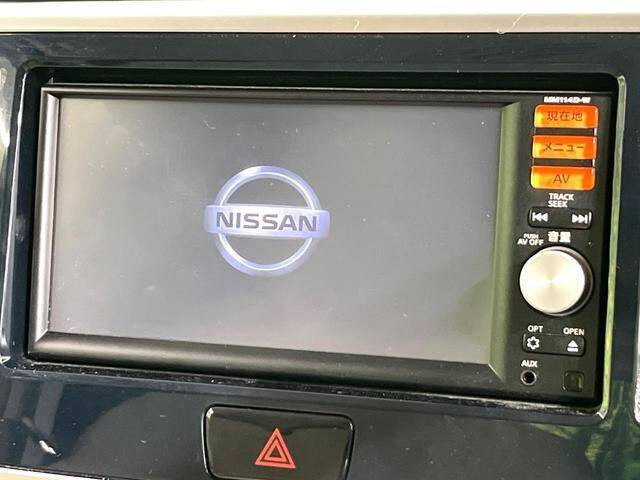 MM114D-W
現在地
メニュー
AV
TRACK
SEEK
NISSAN
PUSH
AV OFF
音量
OPT
OPEN
AUX